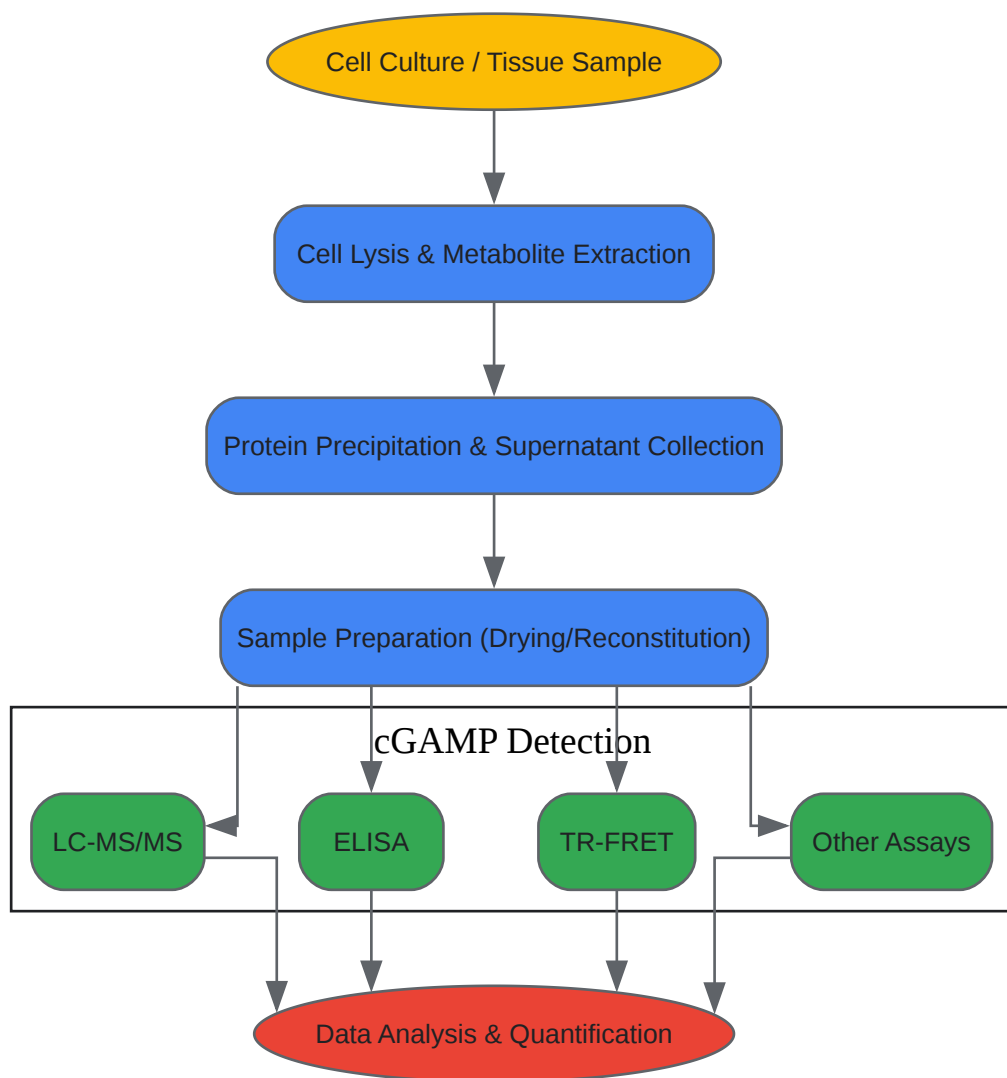 Cell Culture / Tissue Sample
Cell Lysis & Metabolite Extraction
Protein Precipitation & Supernatant Collection
Sample Preparation (Drying/Reconstitution)
cGAMP Detection
LC-MS/MS
ELISA
TR-FRET
Other Assays
Data Analysis & Quantification